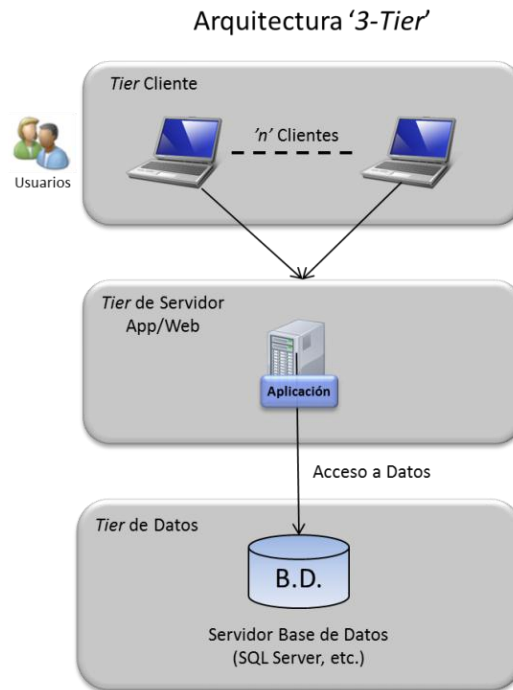 Arquitectura ‘3-Tier’
Tier Cliente
’n’ Clientes
Usuarios
Tier de Servidor
App/Web
Aplicación
Acceso a Datos
Tier de Datos
B.D.
Servidor Base de Datos
(SQL Server, etc.)